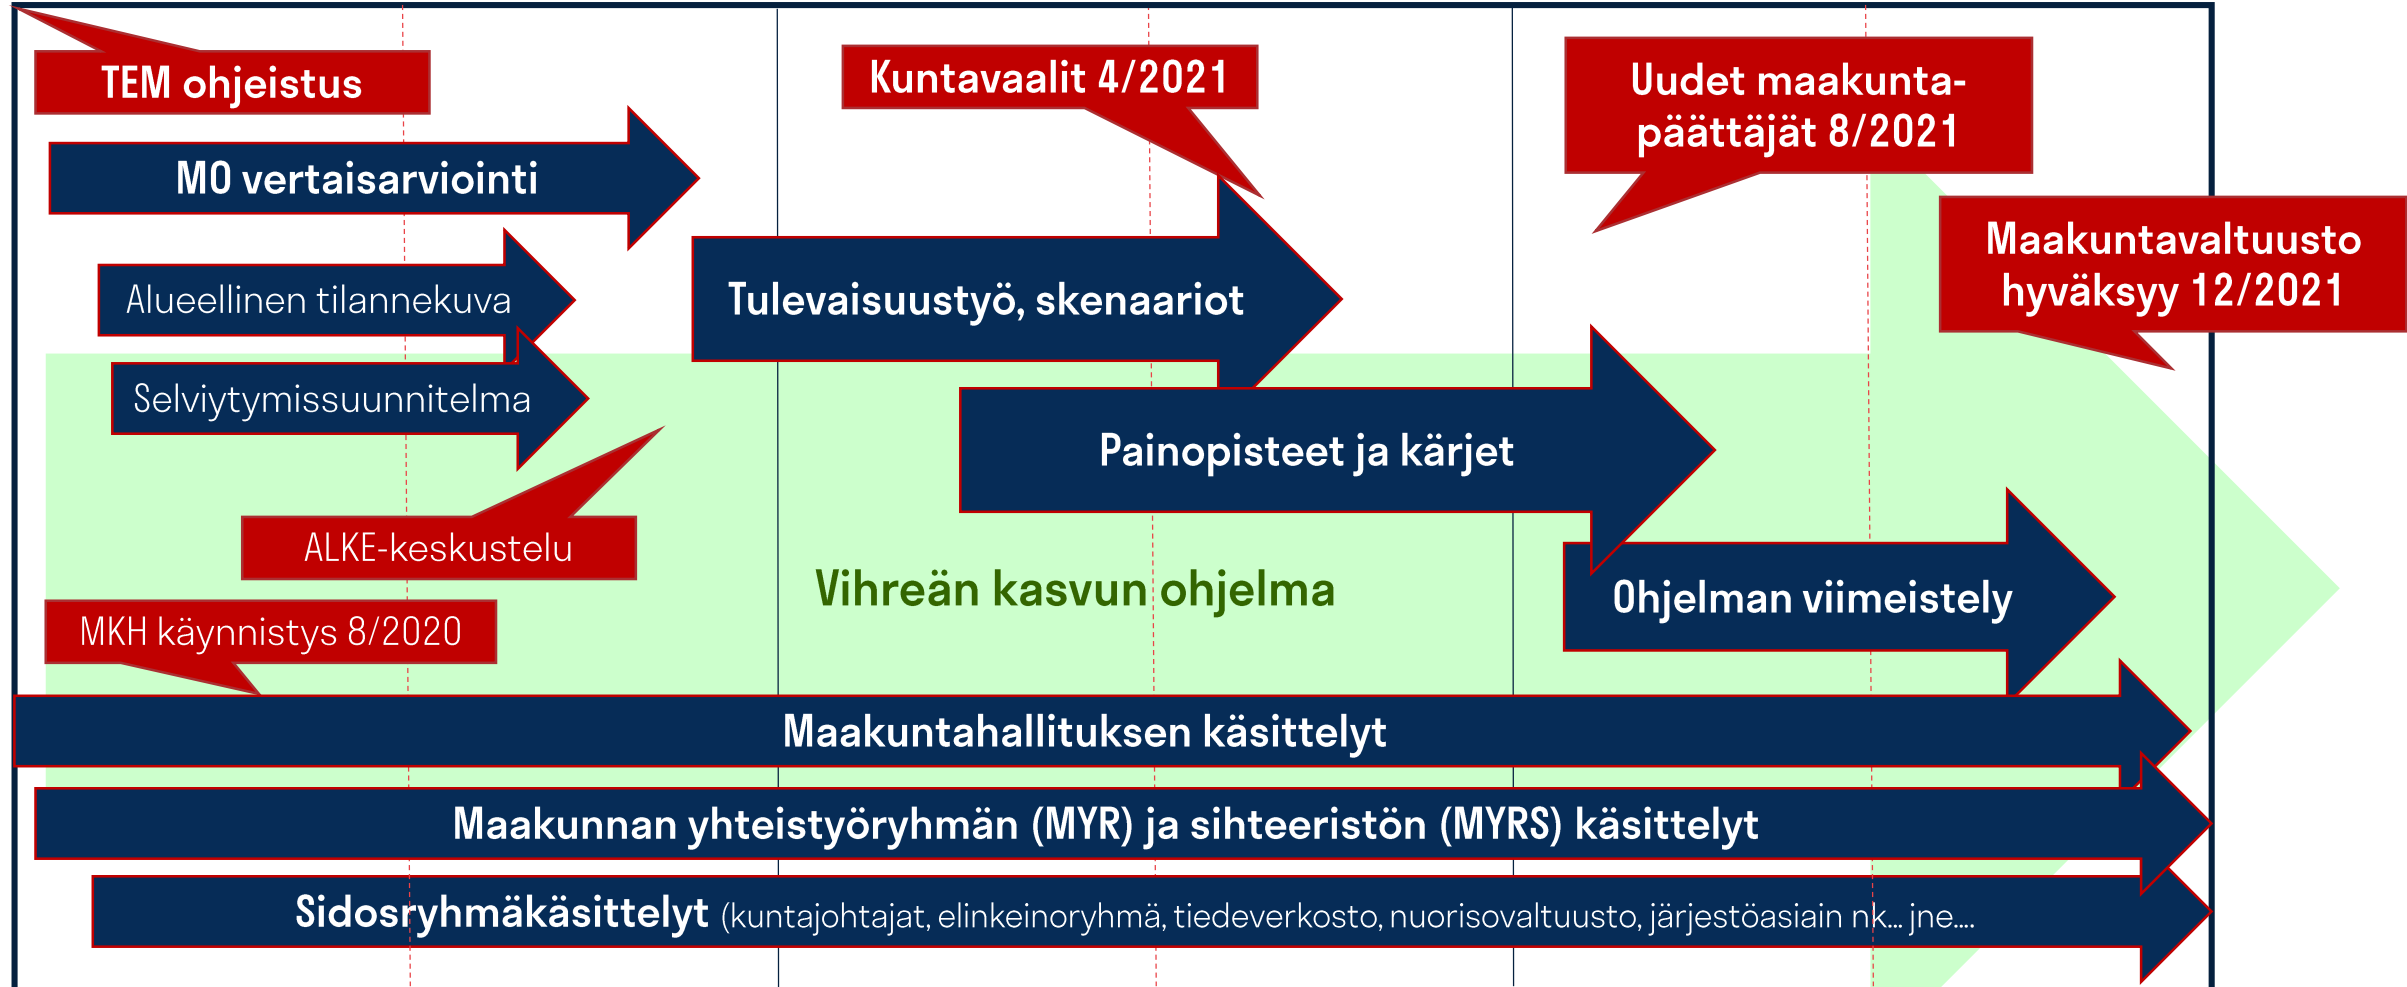 TEM ohjeistus
Kuntavaalit 4/2021
Uudet maakunta-
päättäjät 8/2021
MO vertaisarviointi
Maakuntavaltuusto
hyväksyy 12/2021
Alueellinen tilannekuva
Tulevaisuustyö, skenaariot
Selviytymissuunnitelma
Painopisteet ja kärjet
ALKE-keskustelu
Vihreän kasvun ohjelma
Ohjelman viimeistely
MKH käynnistys 8/2020
Maakuntahallituksen käsittelyt
Maakunnan yhteistyöryhmän (MYR) ja sihteeristön (MYRS) käsittelyt
Sidosryhmäkäsittelyt (kuntajohtajat, elinkeinoryhmä, tiedeverkosto, nuorisovaltuusto, järjestöasiain nk... jne....